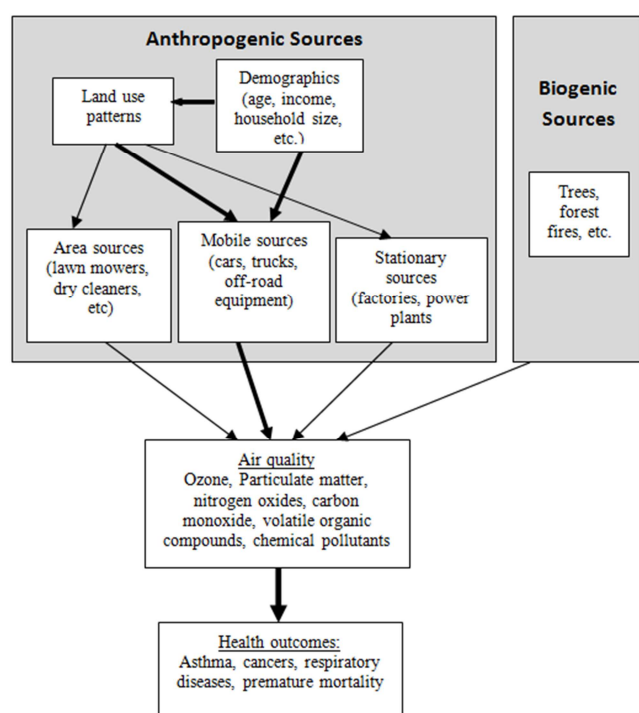 Anthropogenic Sources
Land use
patterns
Demographics
(age, income,
household size,
etc.)
Area sources
(lawn mowers,
dry cleaners,
etc)
Mobile sources
(cars, trucks,
off-road
equipment)
Stationary
sources
(factories, power
plants
Biogenic
Sources
Trees,
forest
fires, etc.
Air quality
Ozone, Particulate matter,
nitrogen oxides, carbon
monoxide, volatile organic
compounds, chemical pollutants
Health outcomes:
Asthma, cancers, respiratory
diseases, premature mortality